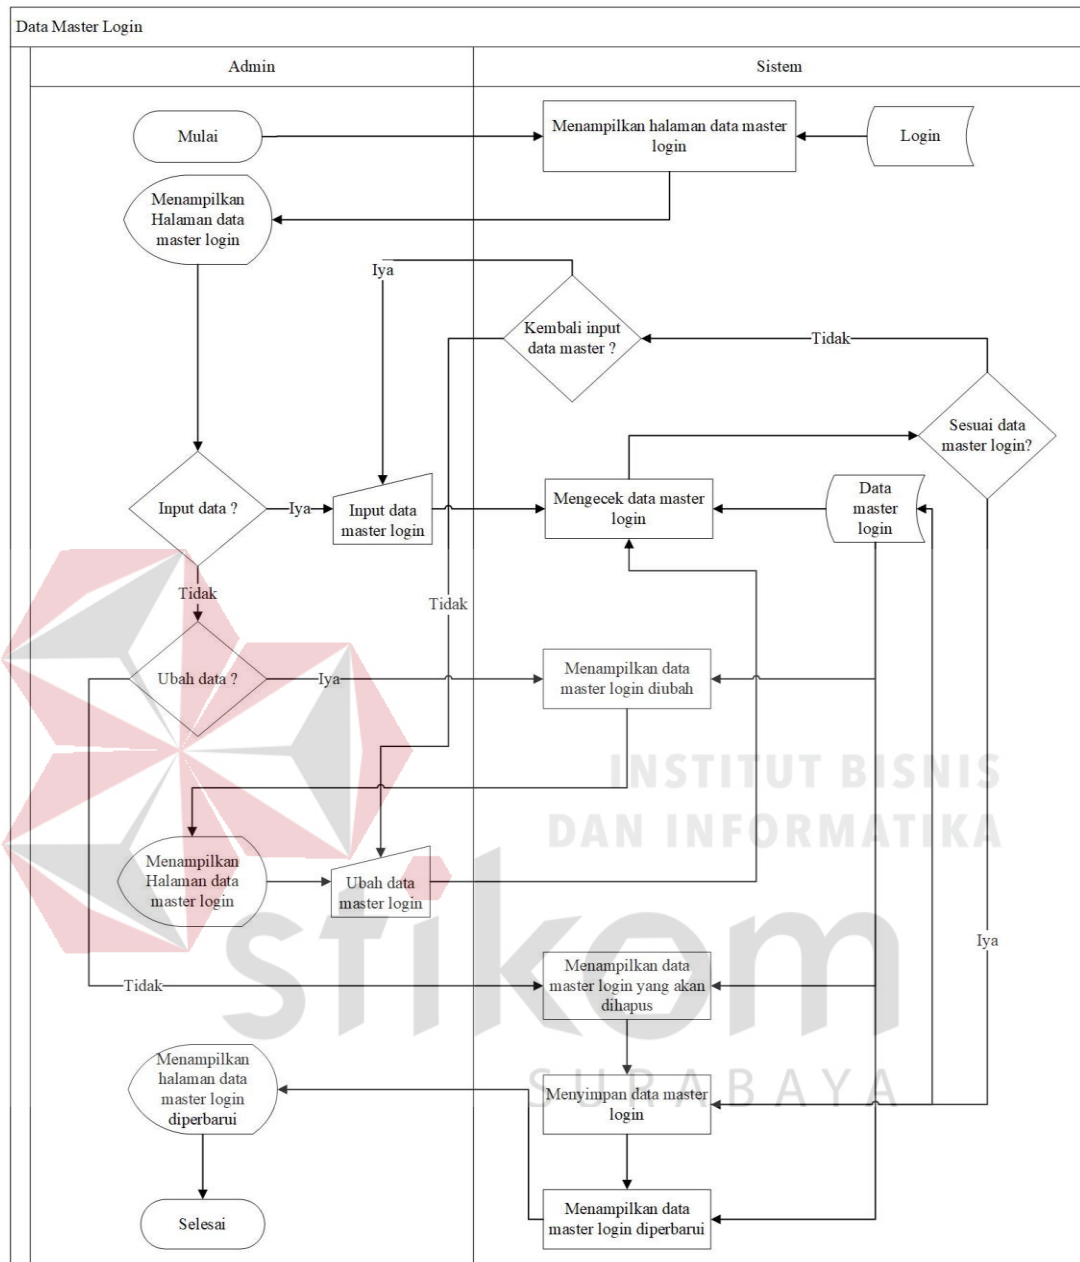 Data Master Login
Admin
Sistem
Mulai
Menampilkan halaman data master
login
Login
Menampilkan
Halaman data
master login
Iya
Kembali input
data master ?
Tidak
Sesuai data
master login?
Input data ?
Iya
Input data
master login
Mengecek data master
login
Data
master
login
Tidak
Tidak
Ubah data ?
Iya
Menampilkan data
master login diubah
INSTITUT BISNIS
DAN INFORMATIKA
Menampilkan
Halaman data
master login
Ubah data
master login
stikom
Iya
Tidak
Menampilkan data
master login yang akan
dihapus
Menampilkan
halaman data
master login
diperbarui
SURABAYA
Menyimpan data master
login
Selesai
Menampilkan data
master login diperbarui